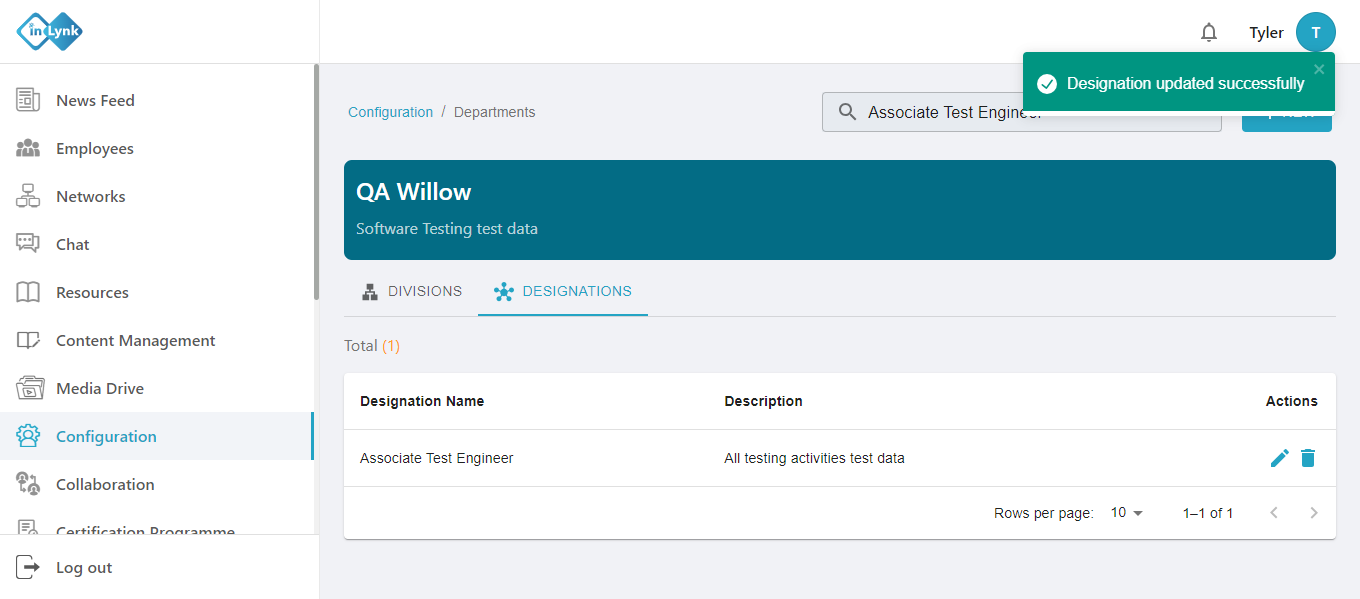 inLynk
Tyler
T
Designation updated successfully
News Feed
Employees
Networks
Chat
Resources
Content Management
Media Drive
Configuration
Collaboration
Certification Programme
Log out
Configuration / Departments
Associate Test Engineer
QA Willow
Software Testing test data
DIVISIONS
DESIGNATIONS
Total (1)
Designation Name Description Actions
Associate Test Engineer All testing activities test data
Rows per page: 10 1–1 of 1